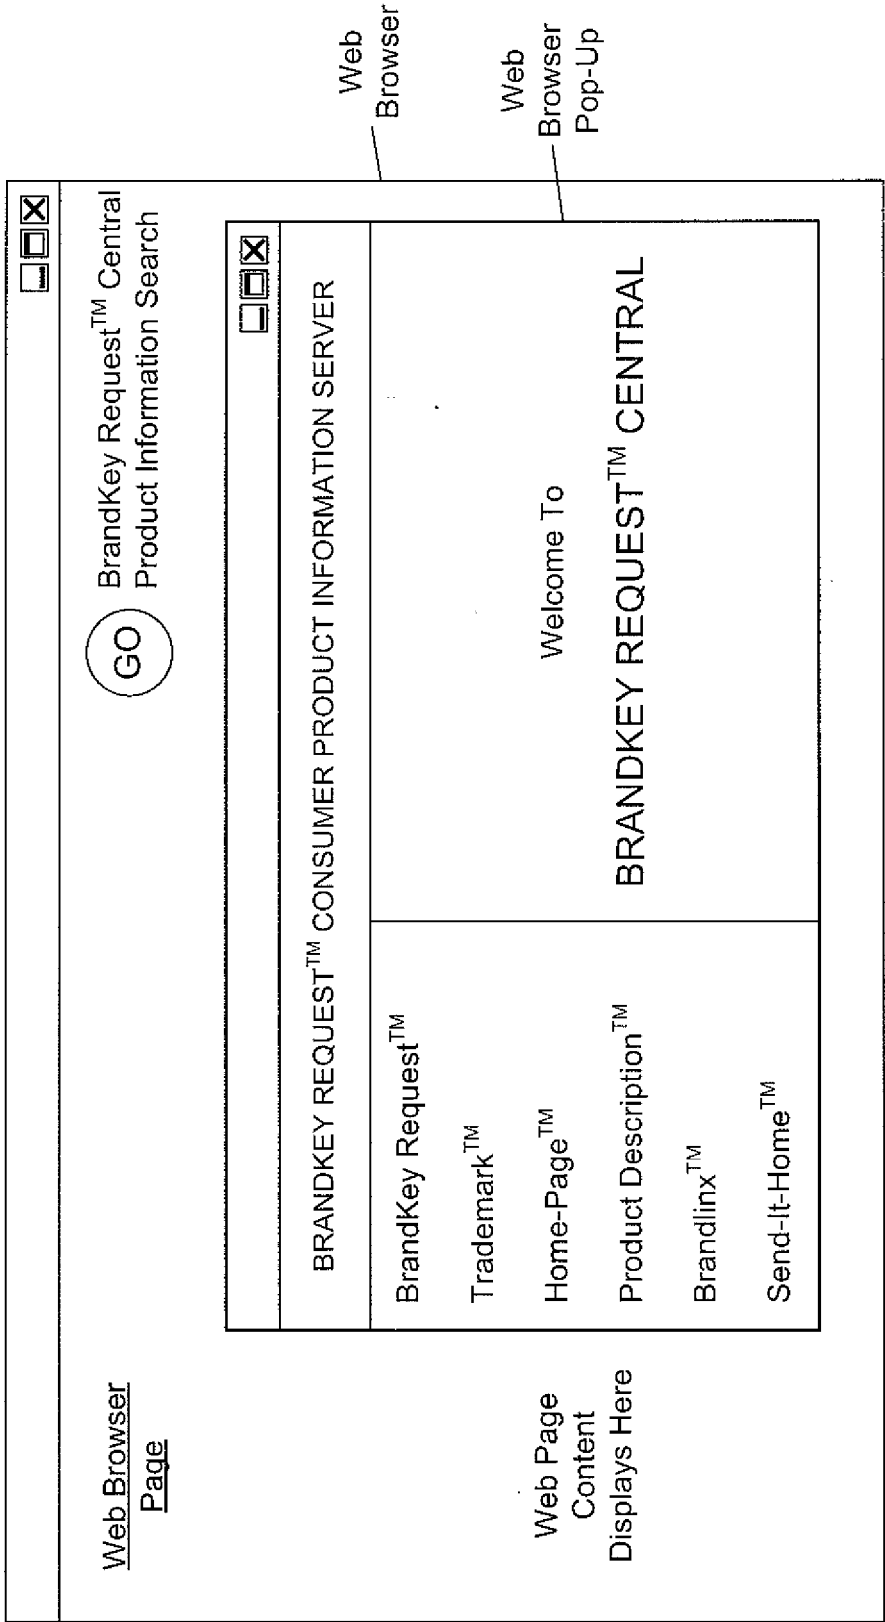 Web Browser
Page
GO
BrandKey Request™ Central
Product Information Search
BRANDKEY REQUEST™ CONSUMER PRODUCT INFORMATION SERVER
BrandKey Request™
Trademark™
Home-Page™
Product Description™
Brandlinx™
Send-It-Home™
Welcome To
BRANDKEY REQUEST™ CENTRAL
Web Page
Content
Displays Here
Web
Browser
Web
Browser
Pop-Up